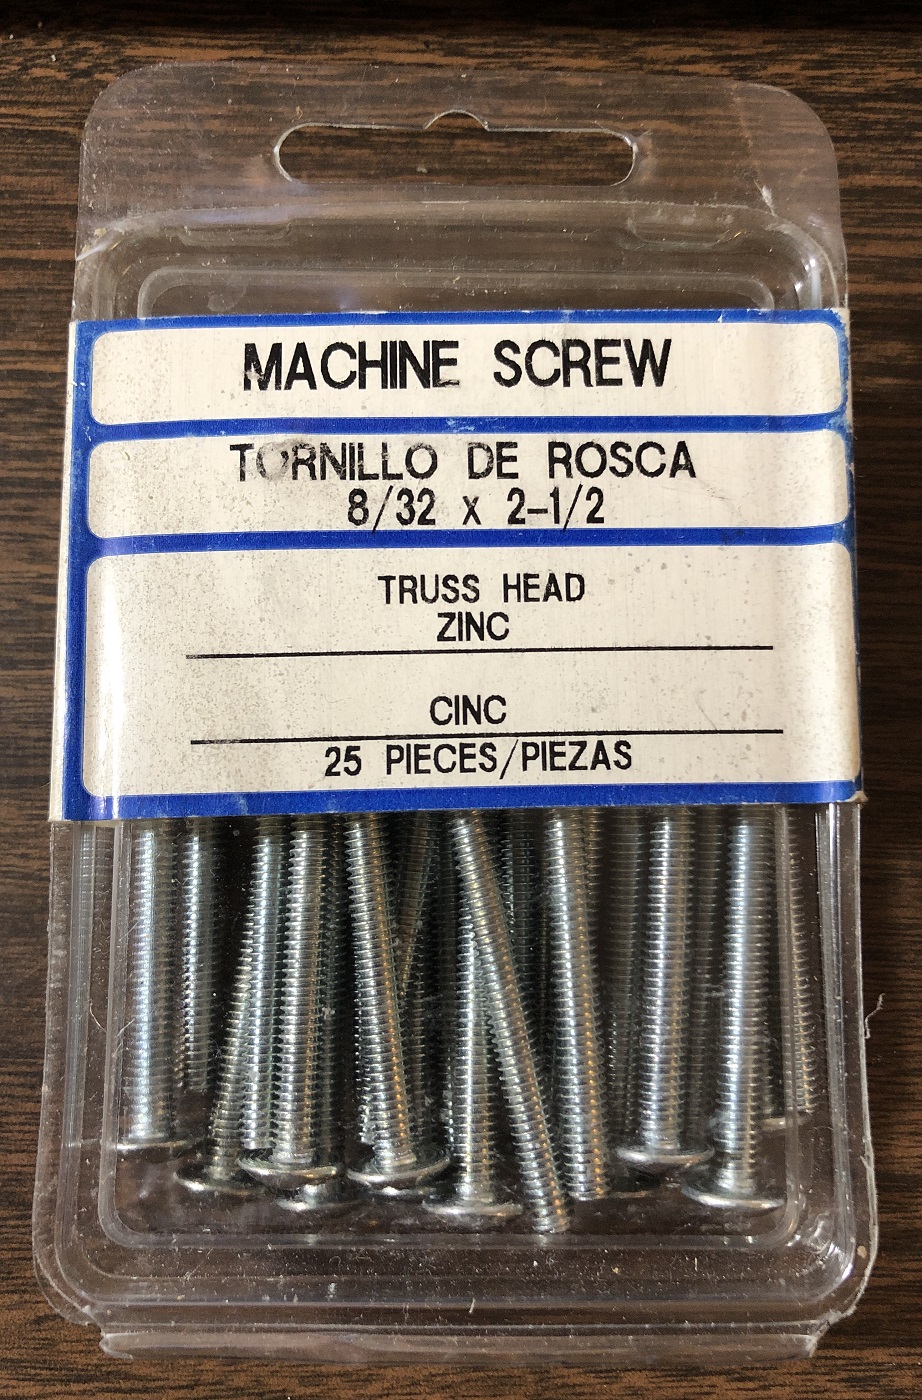 MACHINE SCREW
TORNILLO DE ROSCA
8/32 x 2-1/2
TRUSS HEAD
ZINC
CINC
25 PIECES/PIEZAS